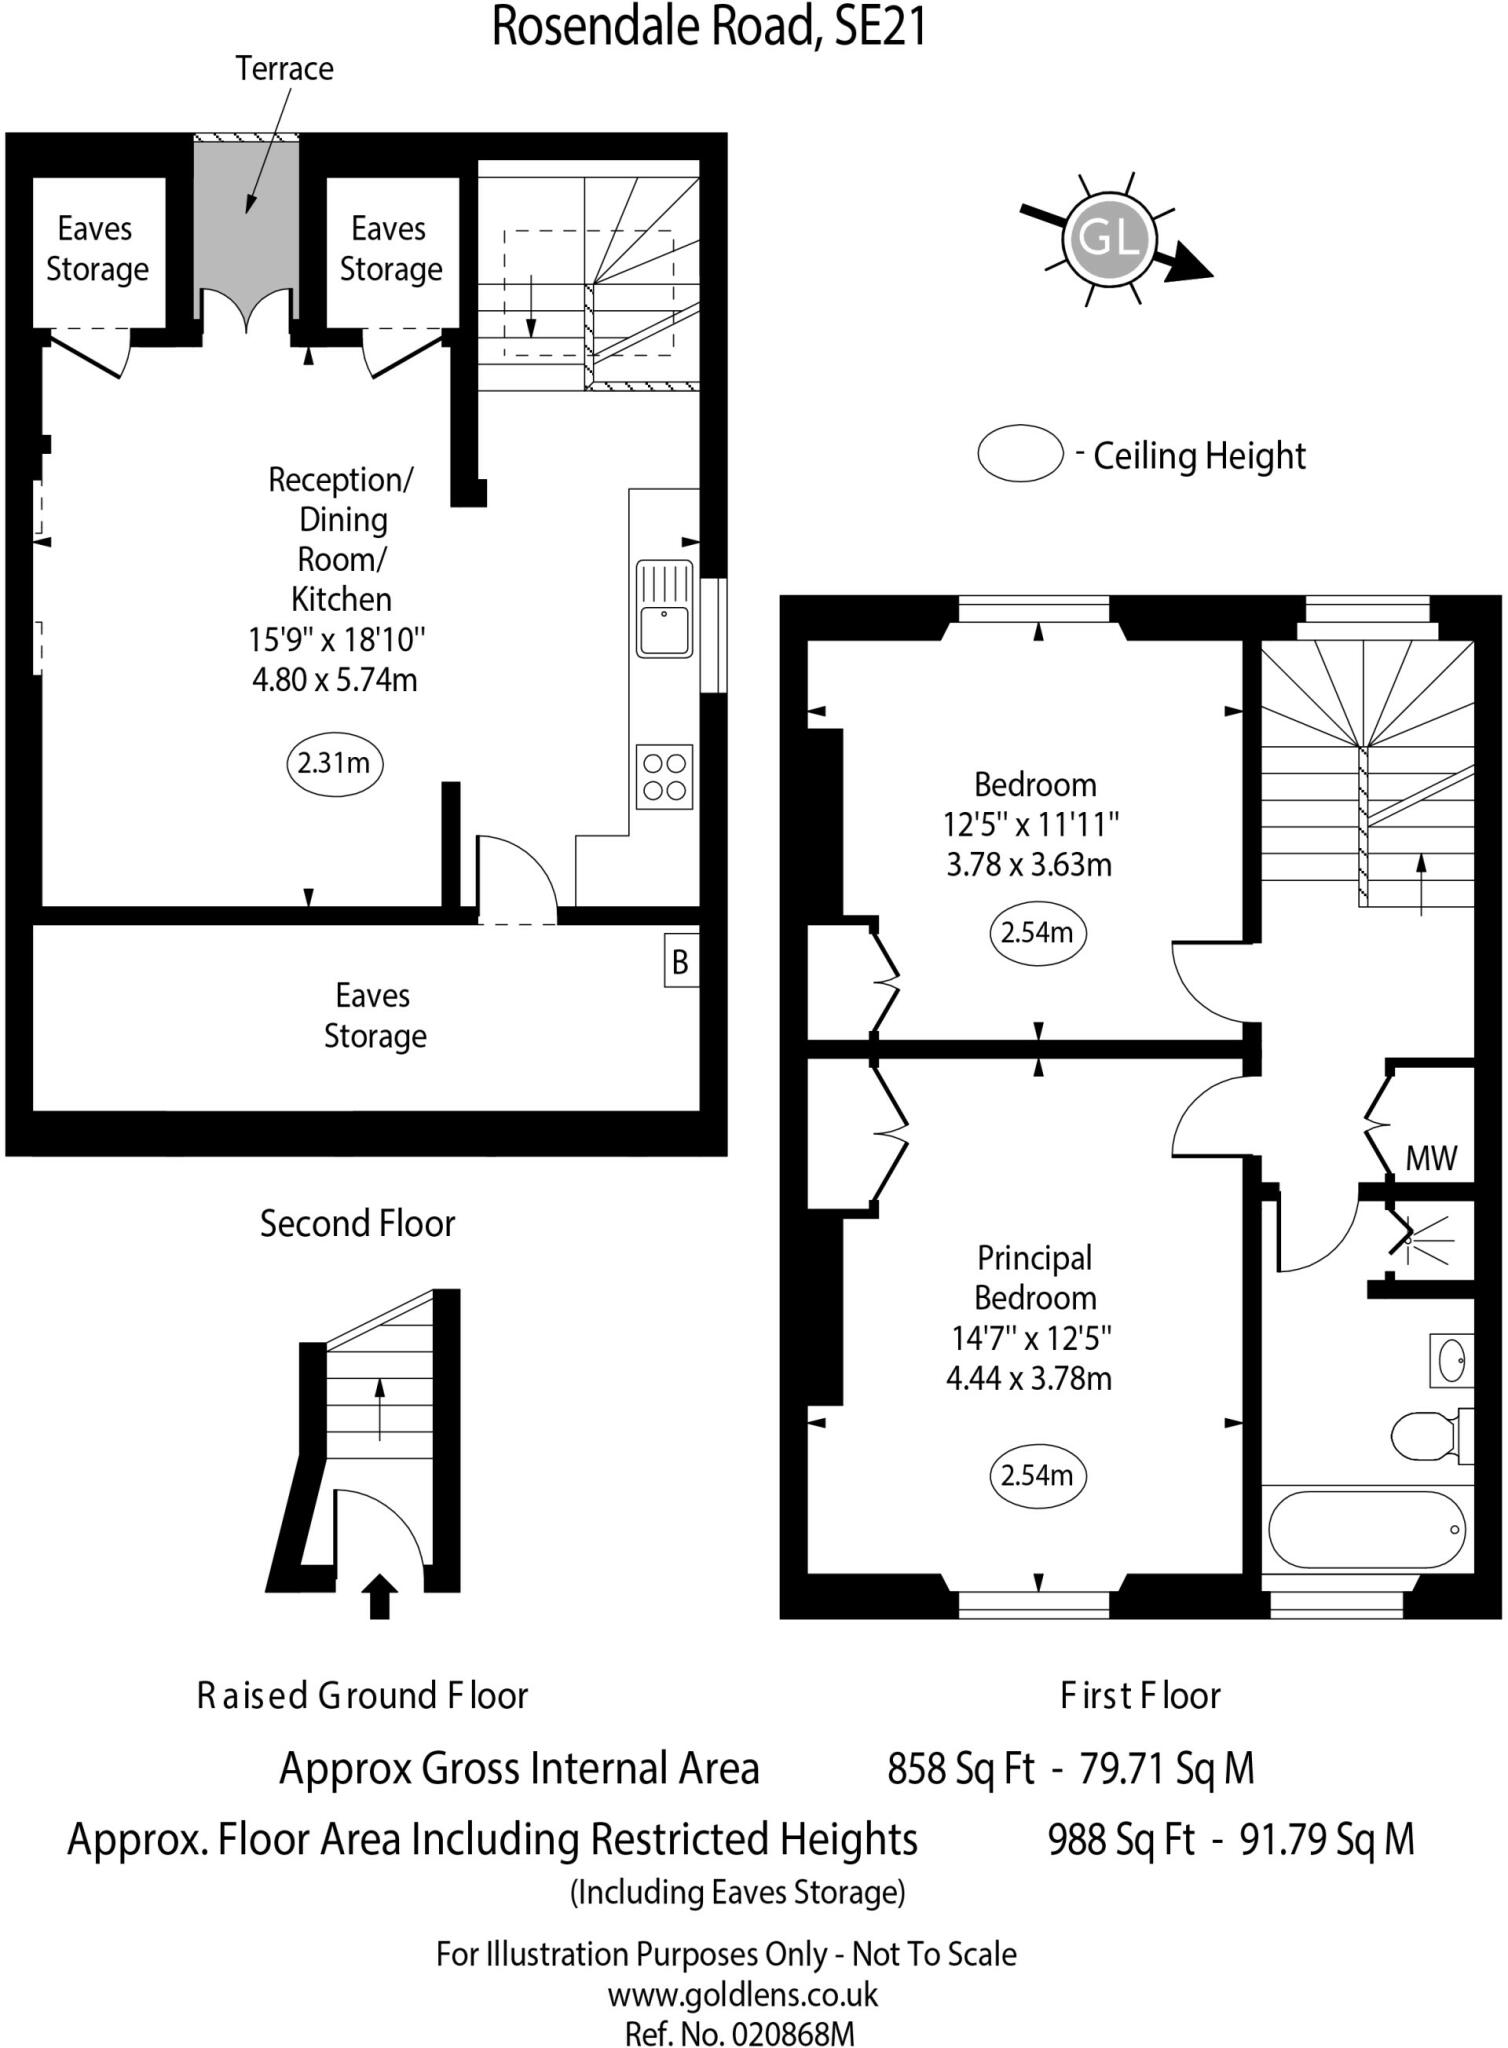 Rosendale Road, SE21
Terrace
Eaves
Storage
Eaves
Storage
GL
- Ceiling Height
Reception/
Dining
Room/
Kitchen
15'9" x 18'10"
4.80 x 5.74m
2.31m
B
Eaves
Storage
Second Floor
Bedroom
12'5" x 11'11"
3.78 x 3.63m
2.54m
MW
Principal
Bedroom
14'7" x 12'5"
4.44 x 3.78m
2.54m
Raised Ground Floor
First Floor
Approx Gross Internal Area 858 Sq Ft - 79.71 Sq M
Approx. Floor Area Including Restricted Heights 988 Sq Ft - 91.79 Sq M
(Including Eaves Storage)
For Illustration Purposes Only - Not To Scale
www.goldlens.co.uk
Ref. No. 020868M